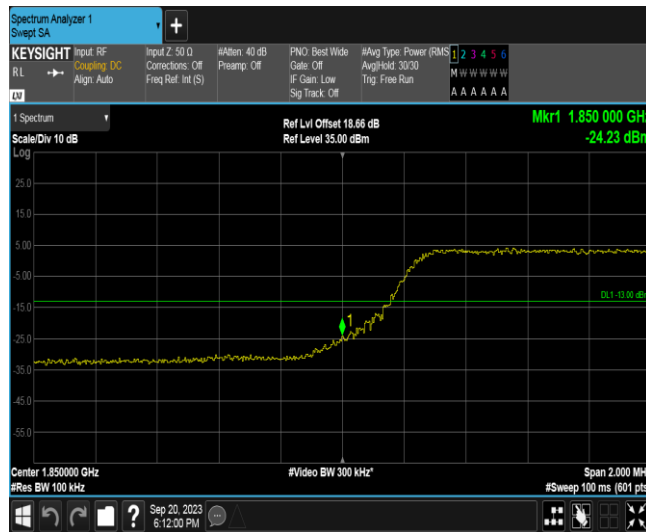 Spectrum Analyzer 1
Swept SA
+
KEYSIGHT
RL
LXI
Input: RF
Coupling: DC
Align: Auto
Input Z: 50 Ω
Corrections: Off
Freq Ref: Int (S)
#Atten: 40 dB
Preamp: Off
PNO: Best Wide
Gate: Off
IF Gain: Low
Sig Track: Off
#Avg Type: Power (RMS
Avg|Hold: 30/30
Trig: Free Run
1 2 3 4 5 6
M W W W W W
A A A A A A
1 Spectrum
Scale/Div 10 dB
Log
Ref Lvl Offset 18.66 dB
Ref Level 35.00 dBm
Mkr1 1.850 000 GHz
-24.23 dBm
25.0
15.0
5.00
-5.00
-15.0
-25.0
-35.0
-45.0
-55.0
1
DL1 -13.00 dBm
Center 1.850000 GHz
#Res BW 100 kHz
#Video BW 300 kHz*
Span 2.000 MH
#Sweep 100 ms (601 pts
?
Sep 20, 2023
6:12:00 PM